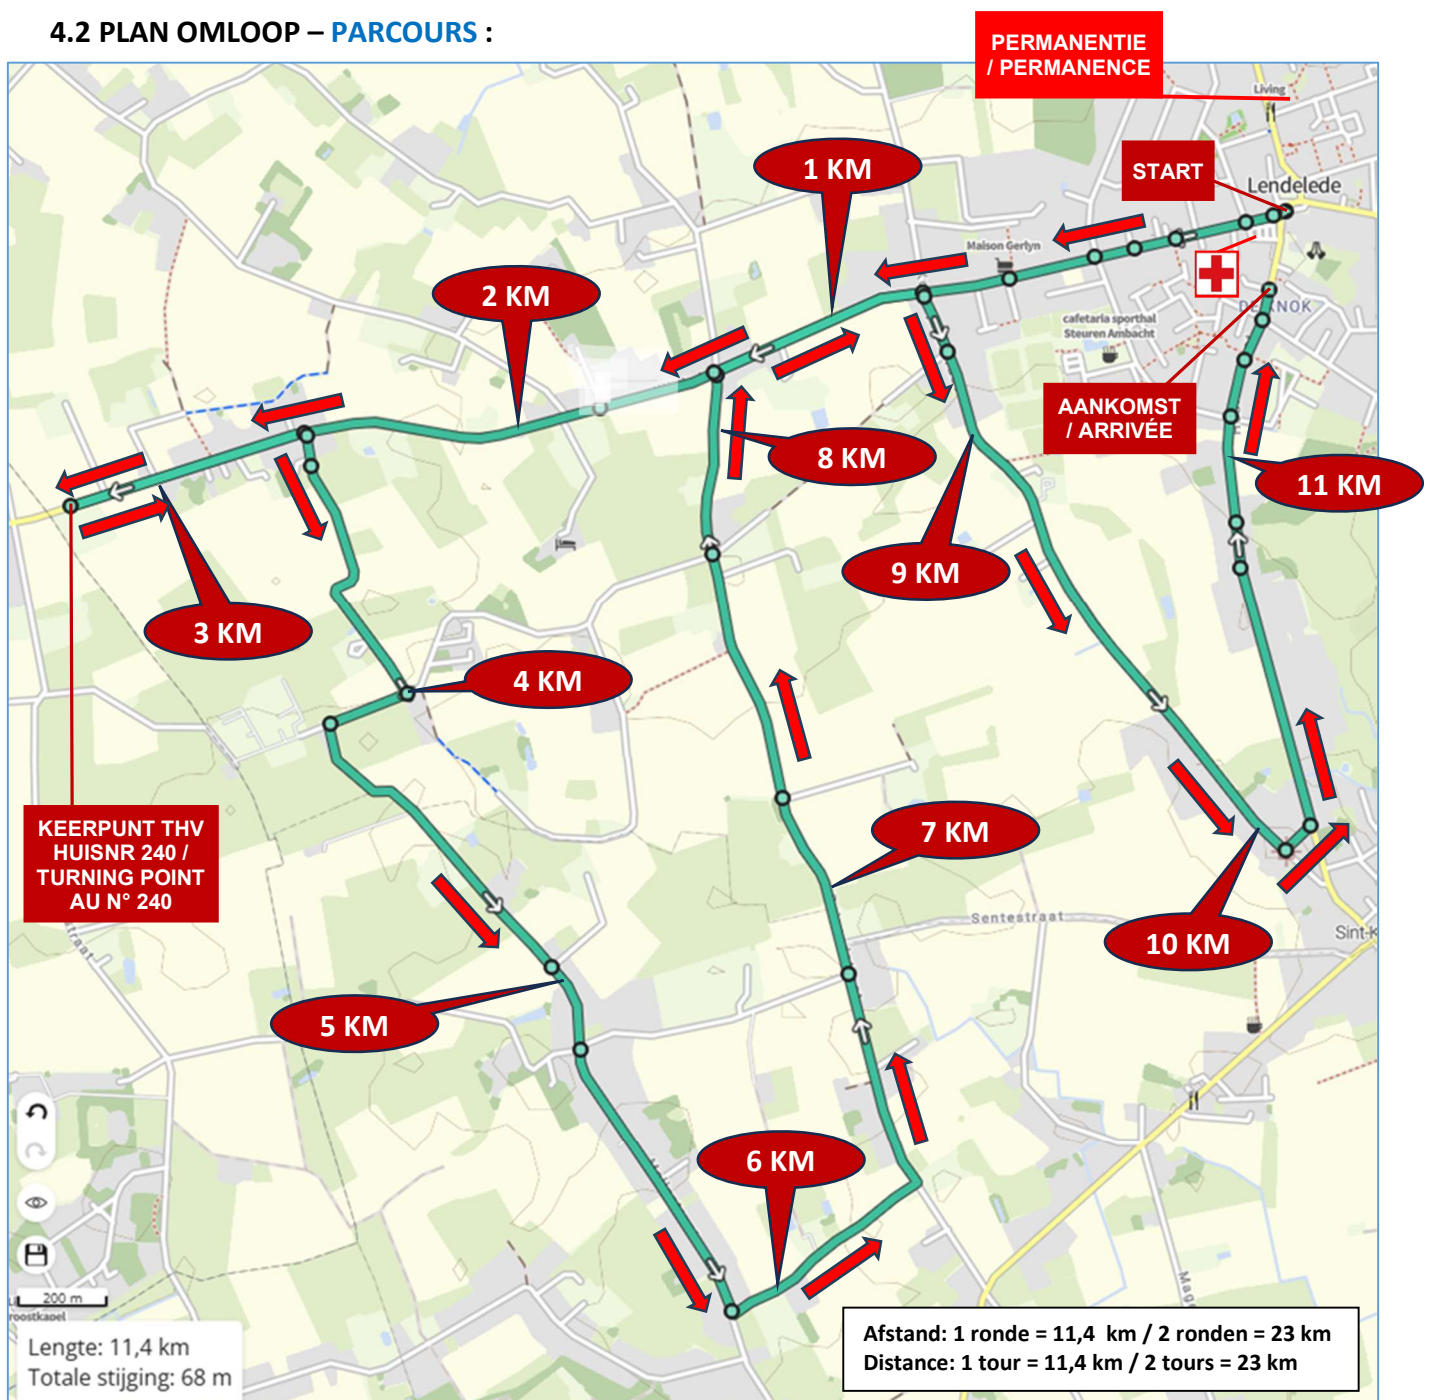 4.2 PLAN OMLOOP – PARCOURS :
PERMANENTIE
/ PERMANENCE
Living
1 KM
START
Lendelede
Maison Gerlyn
2 KM
cafetaria sporthal
Steuren Ambacht
AANKOMST
/ ARRIVÉE
8 KM
11 KM
9 KM
3 KM
4 KM
KEERPUNT THV
HUISNR 240 /
TURNING POINT
AU N° 240
7 KM
Sentestraat
10 KM
Sint-K
5 KM
6 KM
200 m
roostkapel
Lengte: 11,4 km
Totale stijging: 68 m
Afstand: 1 ronde = 11,4 km / 2 ronden = 23 km
Distance: 1 tour = 11,4 km / 2 tours = 23 km